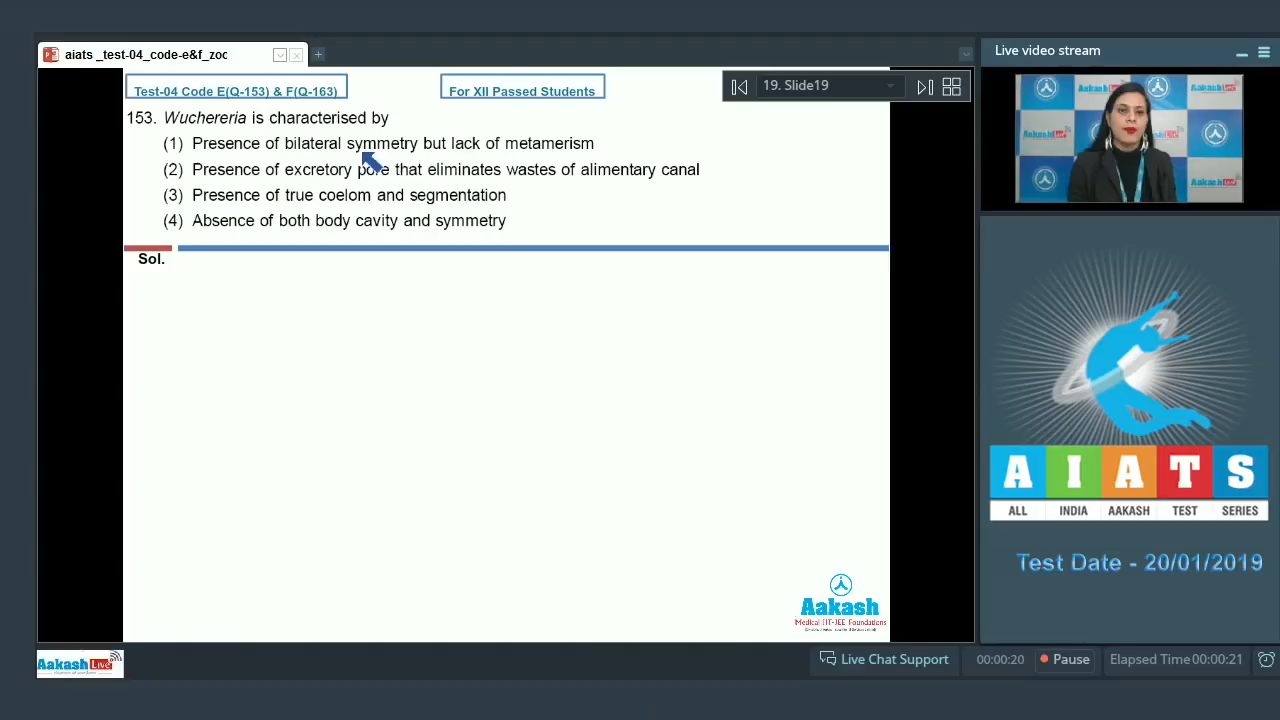 aiats _test-04_code-e&f_zoc
Live video stream
Test-04 Code E(Q-153) & F(Q-163)
For XII Passed Students
19. Slide19
153. Wuchereria is characterised by
(1) Presence of bilateral symmetry but lack of metamerism
(2) Presence of excretory pore that eliminates wastes of alimentary canal
(3) Presence of true coelom and segmentation
(4) Absence of both body cavity and symmetry
Sol.
AIATS
ALL INDIA AAKASH TEST SERIES
Test Date - 20/01/2019
Aakash
Medical|IIT-JEE|Foundations
Aakash Live
Live Chat Support
00:00:20
Pause
Elapsed Time 00:00:21